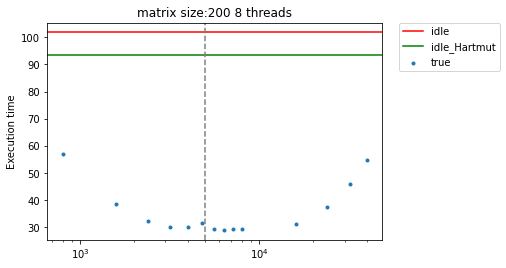 matrix size:200 8 threads
idle
idle_Hartmut
true
Execution time
100
90
80
70
60
50
40
30
10³
10⁴